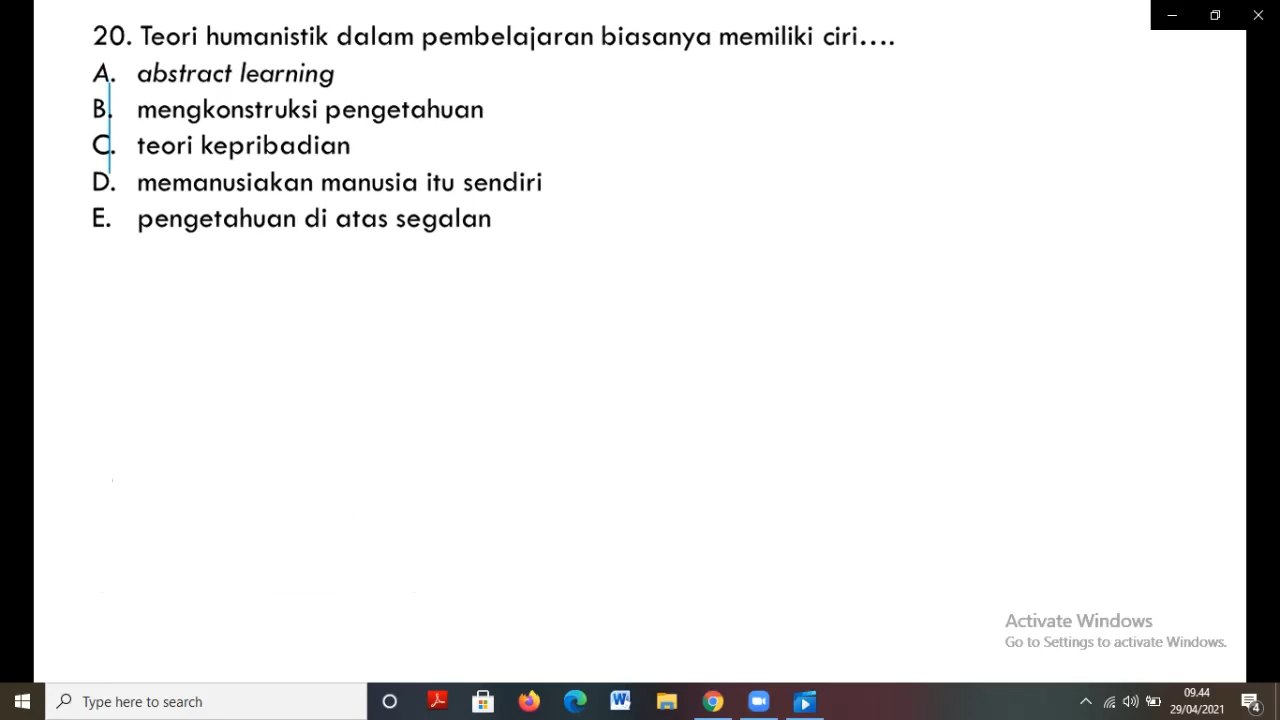 20. Teori humanistik dalam pembelajaran biasanya memiliki ciri....
A. abstract learning
B. mengkonstruksi pengetahuan
C. teori kepribadian
D. memanusiakan manusia itu sendiri
E. pengetahuan di atas segalan
Activate Windows
Go to Settings to activate Windows.
Type here to search
09.44
29/04/2021
4